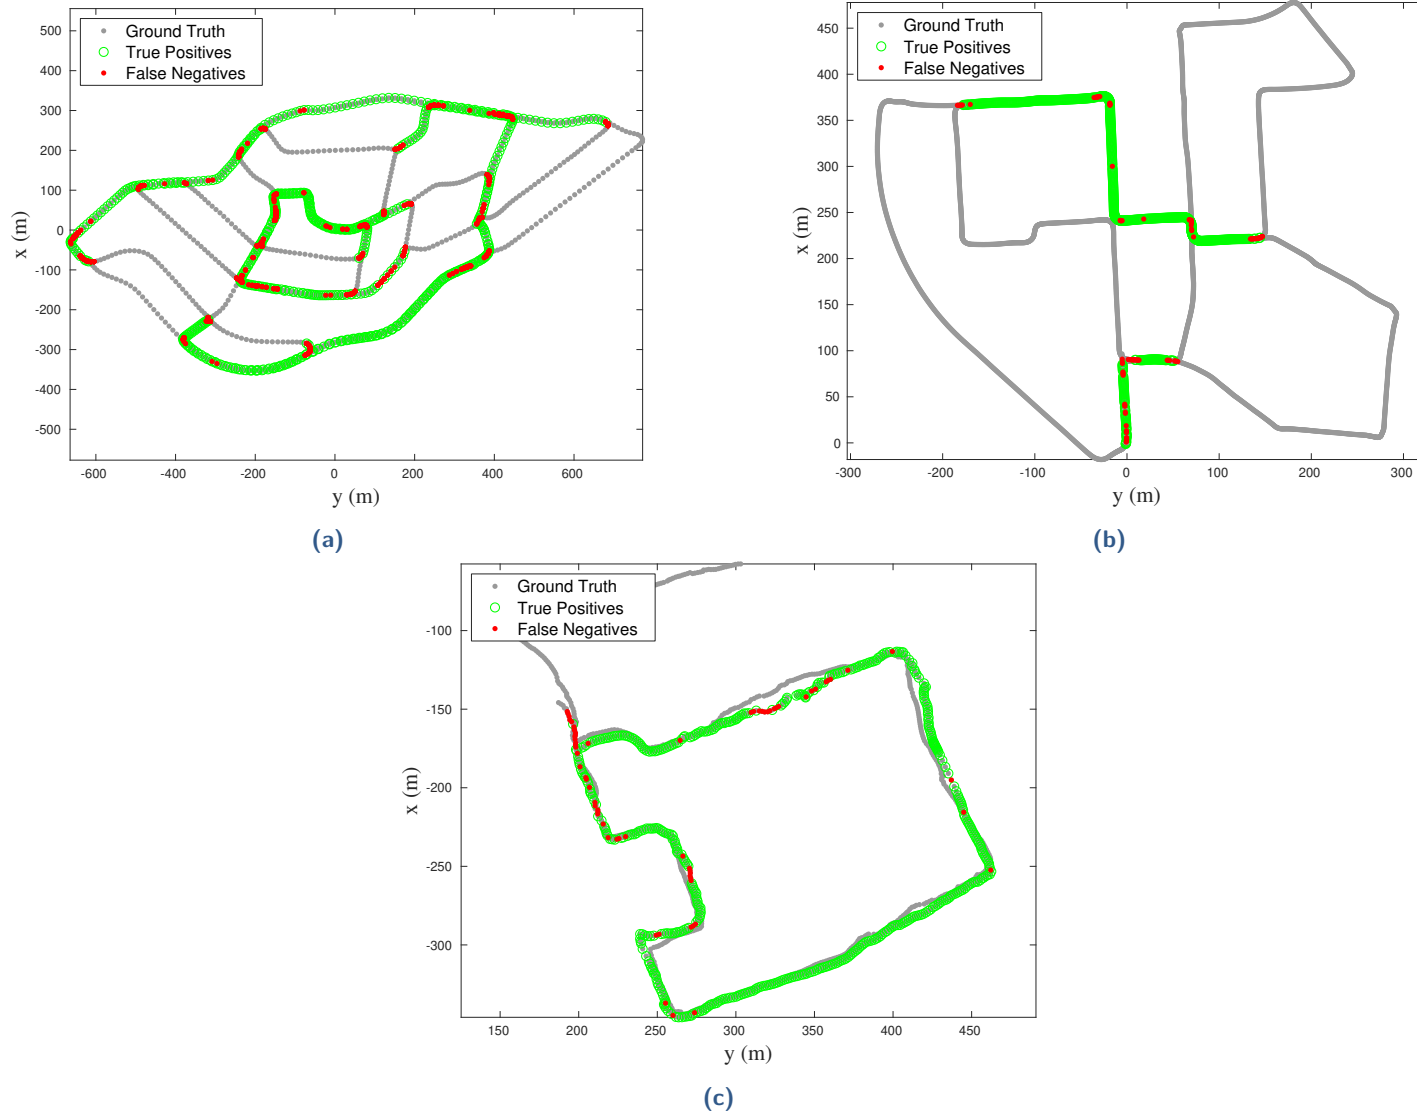 Ground Truth
True Positives
False Negatives
500
400
300
200
100
0
-100
-200
-300
-400
-500
x (m)
-600
-400
-200
0
200
400
600
y (m)
(a)
Ground Truth
True Positives
False Negatives
450
400
350
300
250
200
150
100
50
0
x (m)
-300
-200
-100
0
100
200
300
y (m)
(b)
Ground Truth
True Positives
False Negatives
-100
-150
-200
-250
-300
x (m)
150
200
250
300
350
400
450
y (m)
(c)